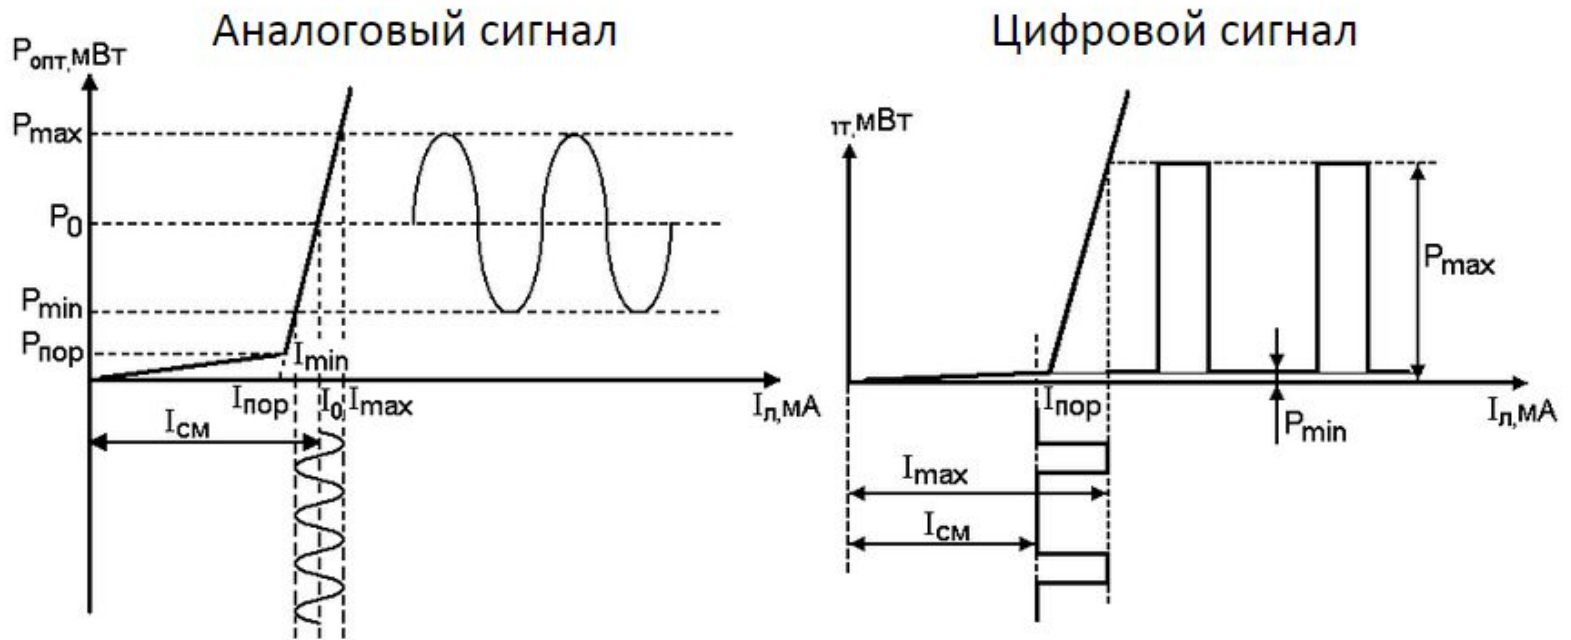 Аналоговый сигнал
Pопт,мВт
Pmax
P0
Pmin
Pпор
Imin
Iпор
I0
Imax
Iл,мА
Iсм
Цифровой сигнал
пт,мВт
Pmax
Iпор
Iл,мА
Pmin
Imax
Iсм